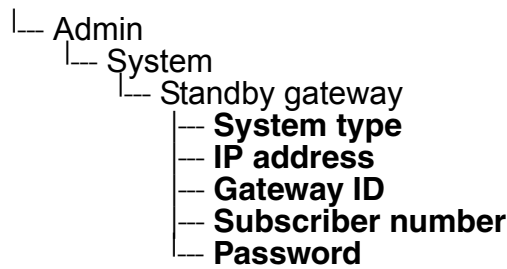 Admin
System
Standby gateway
System type
IP address
Gateway ID
Subscriber number
Password